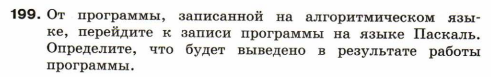 199. От программы, записанной на алгоритмическом язы-
ке, перейдите к записи программы на языке Паскаль.
Определите, что будет выведено в результате работы
программы.